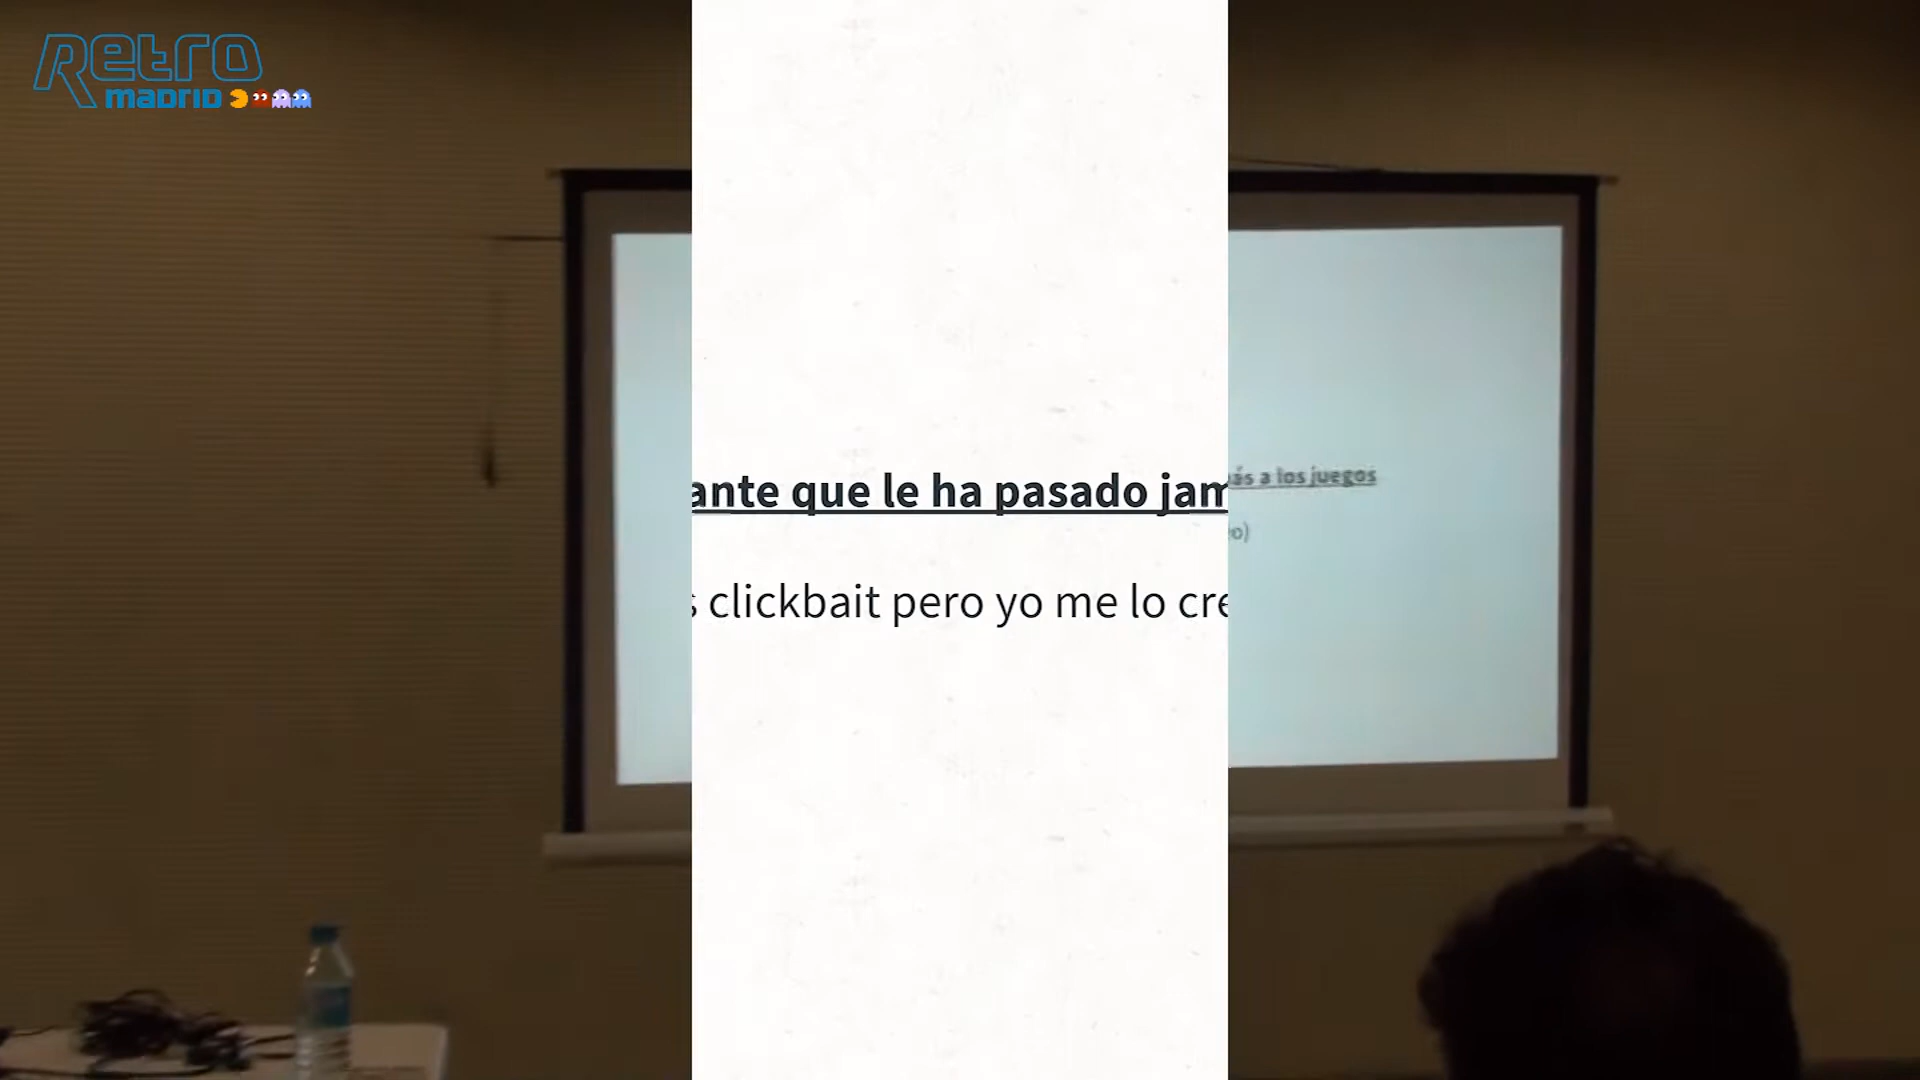 Retro
madrid
ante que le ha pasado jam
ás a los juegos
clickbait pero yo me lo cre
o)